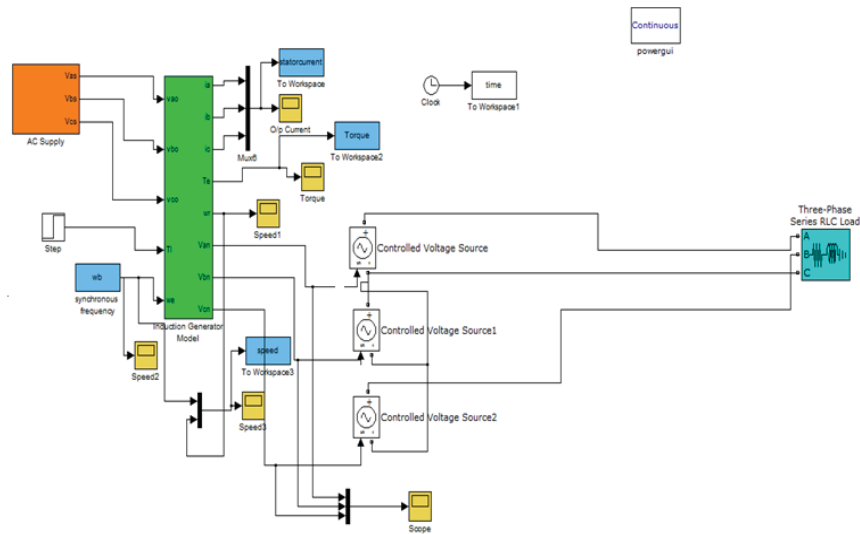 Continuous
powergui
statorcurrent
To Workspace
Vas
Vbs
Vcs
AC Supply
vao
vbo
vco
Tl
we
ia
ib
ic
Te
wr
Van
Vbn
Vcn
Induction Generator
Model
Mux6
O/p Current
Clock
time
To Workspace1
Torque
To Workspace2
Torque
Speed1
Step
wb
synchronous
frequency
Speed2
speed
To Workspace3
Speed3
Controlled Voltage Source
Controlled Voltage Source1
Controlled Voltage Source2
Three-Phase
Series RLC Load
A
B
C
Scope